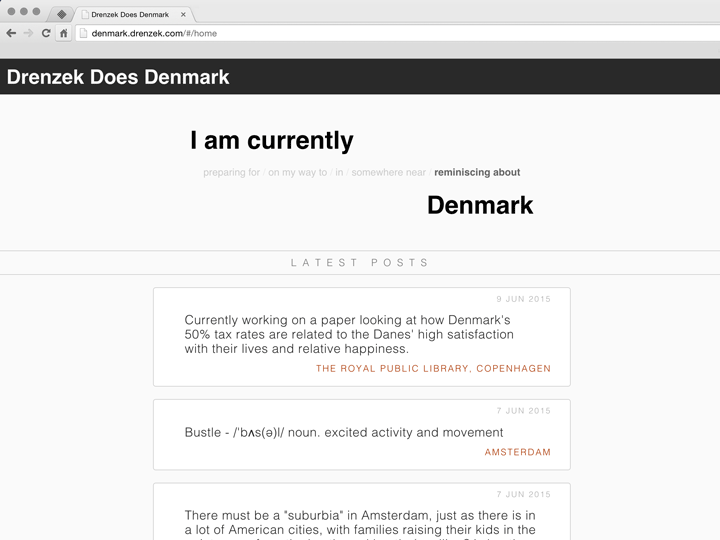 Drenzek Does Denmark
denmark.drenzek.com/#/home
Drenzek Does Denmark
I am currently
preparing for / on my way to / in / somewhere near / reminiscing about
Denmark
LATEST POSTS
9 JUN 2015
Currently working on a paper looking at how Denmark's
50% tax rates are related to the Danes' high satisfaction
with their lives and relative happiness.
THE ROYAL PUBLIC LIBRARY, COPENHAGEN
7 JUN 2015
Bustle - /'bʌs(ə)l/ noun. excited activity and movement
AMSTERDAM
7 JUN 2015
There must be a "suburbia" in Amsterdam, just as there is in
a lot of American cities, with families raising their kids in the